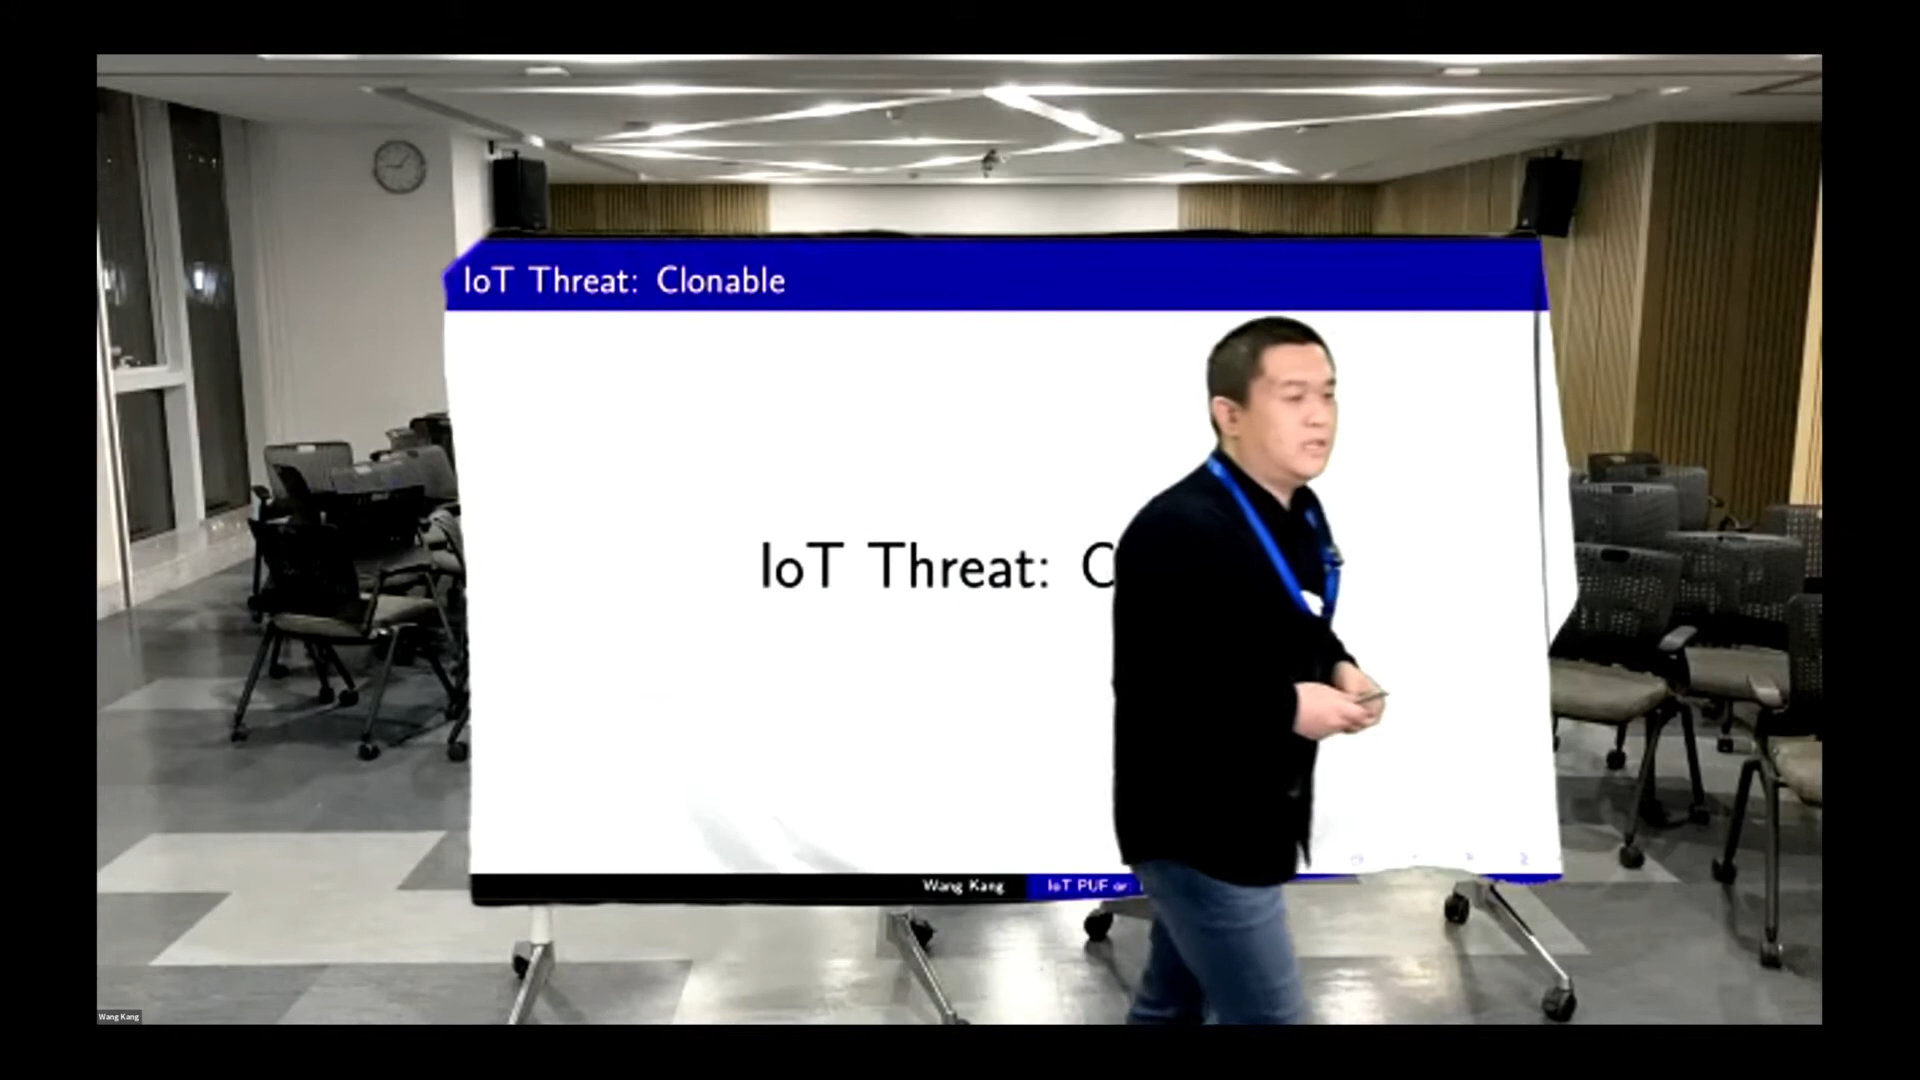 IoT Threat: Clonable
IoT Threat: C
Wang Kang
IoT PUF or:
Wang Kang